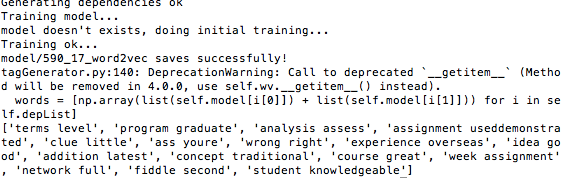 Generating dependencies ok
Training model...
model doesn't exists, doing initial training...
Training ok...
model/590_17_word2vec saves successfully!
tagGenerator.py:140: DeprecationWarning: Call to deprecated `__getitem__` (Metho
d will be removed in 4.0.0, use self.wv.__getitem__() instead).
  words = [np.array(list(self.model[i[0]]) + list(self.model[i[1]])) for i in se
lf.depList]
['terms level', 'program graduate', 'analysis assess', 'assignment useddemonstra
ted', 'clue little', 'ass youre', 'wrong right', 'experience overseas', 'idea go
od', 'addition latest', 'concept traditional', 'course great', 'week assignment'
, 'network full', 'fiddle second', 'student knowledgeable']